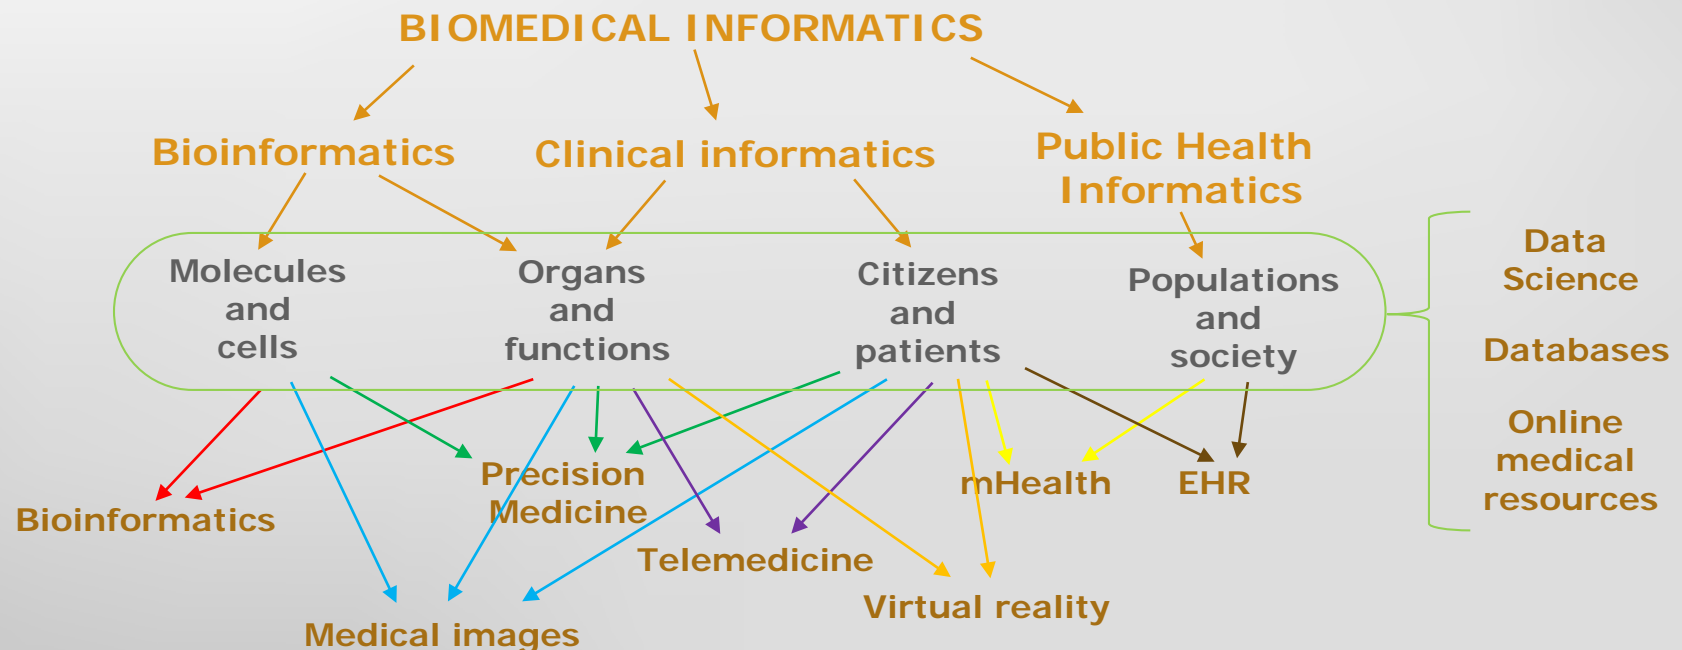 BIOMEDICAL INFORMATICS
Bioinformatics
Clinical informatics
Public Health
Informatics
Molecules
and
cells
Organs
and
functions
Citizens
and
patients
Populations
and
society
Data
Science
Databases
Online
medical
resources
Bioinformatics
Precision
Medicine
mHealth
EHR
Telemedicine
Virtual reality
Medical images